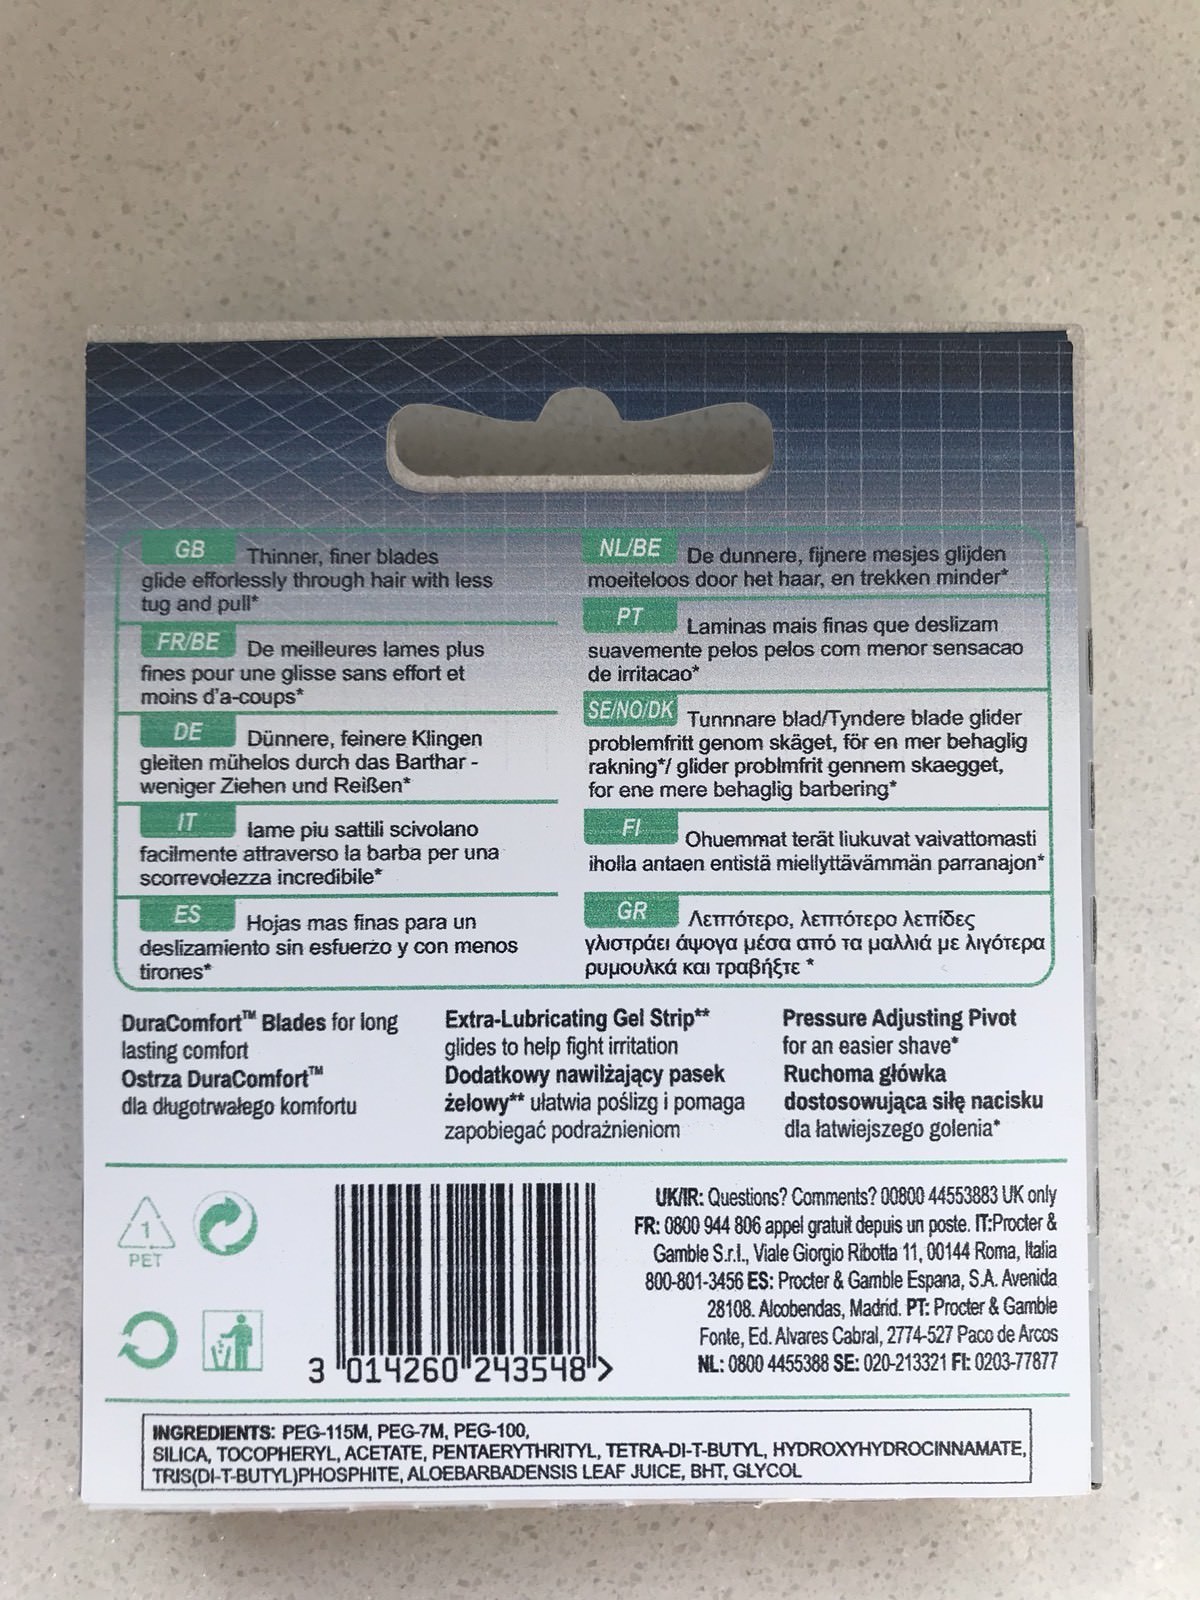 GB Thinner, finer blades
glide efforlessly through hair with less
tug and pull*
FR/BE De meilleures lames plus
fines pour une glisse sans effort et
moins d'a-coups*
DE Dünnere, feinere Klingen
gleiten mühelos durch das Barthar -
weniger Ziehen und Reißen*
IT lame piu sattili scivolano
facilmente attraverso la barba per una
scorrevolezza incredibile*
ES Hojas mas finas para un
deslizamiento sin esfuerzo y con menos
tirones*
NL/BE De dunnere, fijnere mesjes glijden
moeiteloos door het haar, en trekken minder*
PT Laminas mais finas que deslizam
suavemente pelos pelos com menor sensacao
de irritacao*
SE/NO/DK Tunnnare blad/Tyndere blade glider
problemfritt genom skäget, för en mer behaglig
rakning*/ glider problmfrit gennem skaegget,
for ene mere behaglig barbering*
FI Ohuemmat terät liukuvat vaivattomasti
iholla antaen entistä miellyttävämmän parranajon*
GR Λεπτότερο, λεπτότερο λεπίδες
γλιστράει άψογα μέσα από τα μαλλιά με λιγότερα
ρυμουλκά και τραβήξτε *
DuraComfort™ Blades for long
lasting comfort
Ostrza DuraComfort™
dla długotrwałego komfortu
Extra-Lubricating Gel Strip**
glides to help fight irritation
Dodatkowy nawilżający pasek
żelowy** ułatwia poślizg i pomaga
zapobiegać podrażnieniom
Pressure Adjusting Pivot
for an easier shave*
Ruchoma główka
dostosowująca siłę nacisku
dla łatwiejszego golenia*
1
PET
3 014260 243548 >
UK/IR: Questions? Comments? 00800 44553883 UK only
FR: 0800 944 806 appel gratuit depuis un poste. IT:Procter &
Gamble S.r.l., Viale Giorgio Ribotta 11, 00144 Roma, Italia
800-801-3456 ES: Procter & Gamble Espana, S.A. Avenida
28108. Alcobendas, Madrid. PT: Procter & Gamble
Fonte, Ed. Alvares Cabral, 2774-527 Paco de Arcos
NL: 0800 4455388 SE: 020-213321 FI: 0203-77877
INGREDIENTS: PEG-115M, PEG-7M, PEG-100,
SILICA, TOCOPHERYL, ACETATE, PENTAERYTHRITYL, TETRA-DI-T-BUTYL, HYDROXYHYDROCINNAMATE,
TRIS(DI-T-BUTYL)PHOSPHITE, ALOEBARBADENSIS LEAF JUICE, BHT, GLYCOL